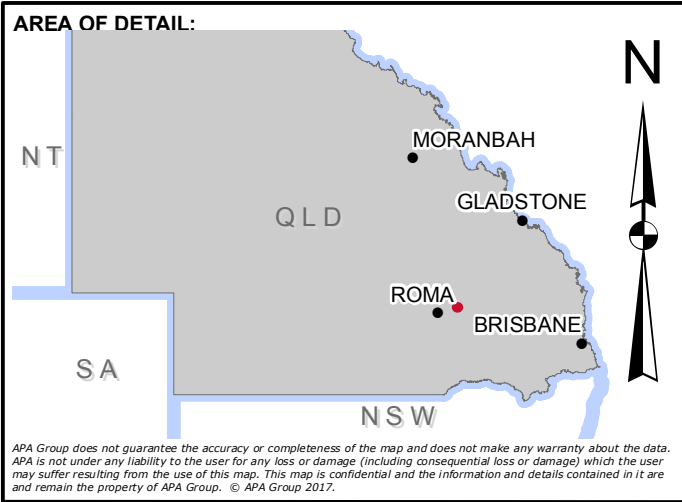 AREA OF DETAIL:
N
MORANBAH
NT
GLADSTONE
QLD
ROMA
BRISBANE
SA
NSW
APA Group does not guarantee the accuracy or completeness of the map and does not make any warranty about the data.
APA is not under any liability to the user for any loss or damage (including consequential loss or damage) which the user
may suffer resulting from the use of this map. This map is confidential and the information and details contained in it are
and remain the property of APA Group. © APA Group 2017.